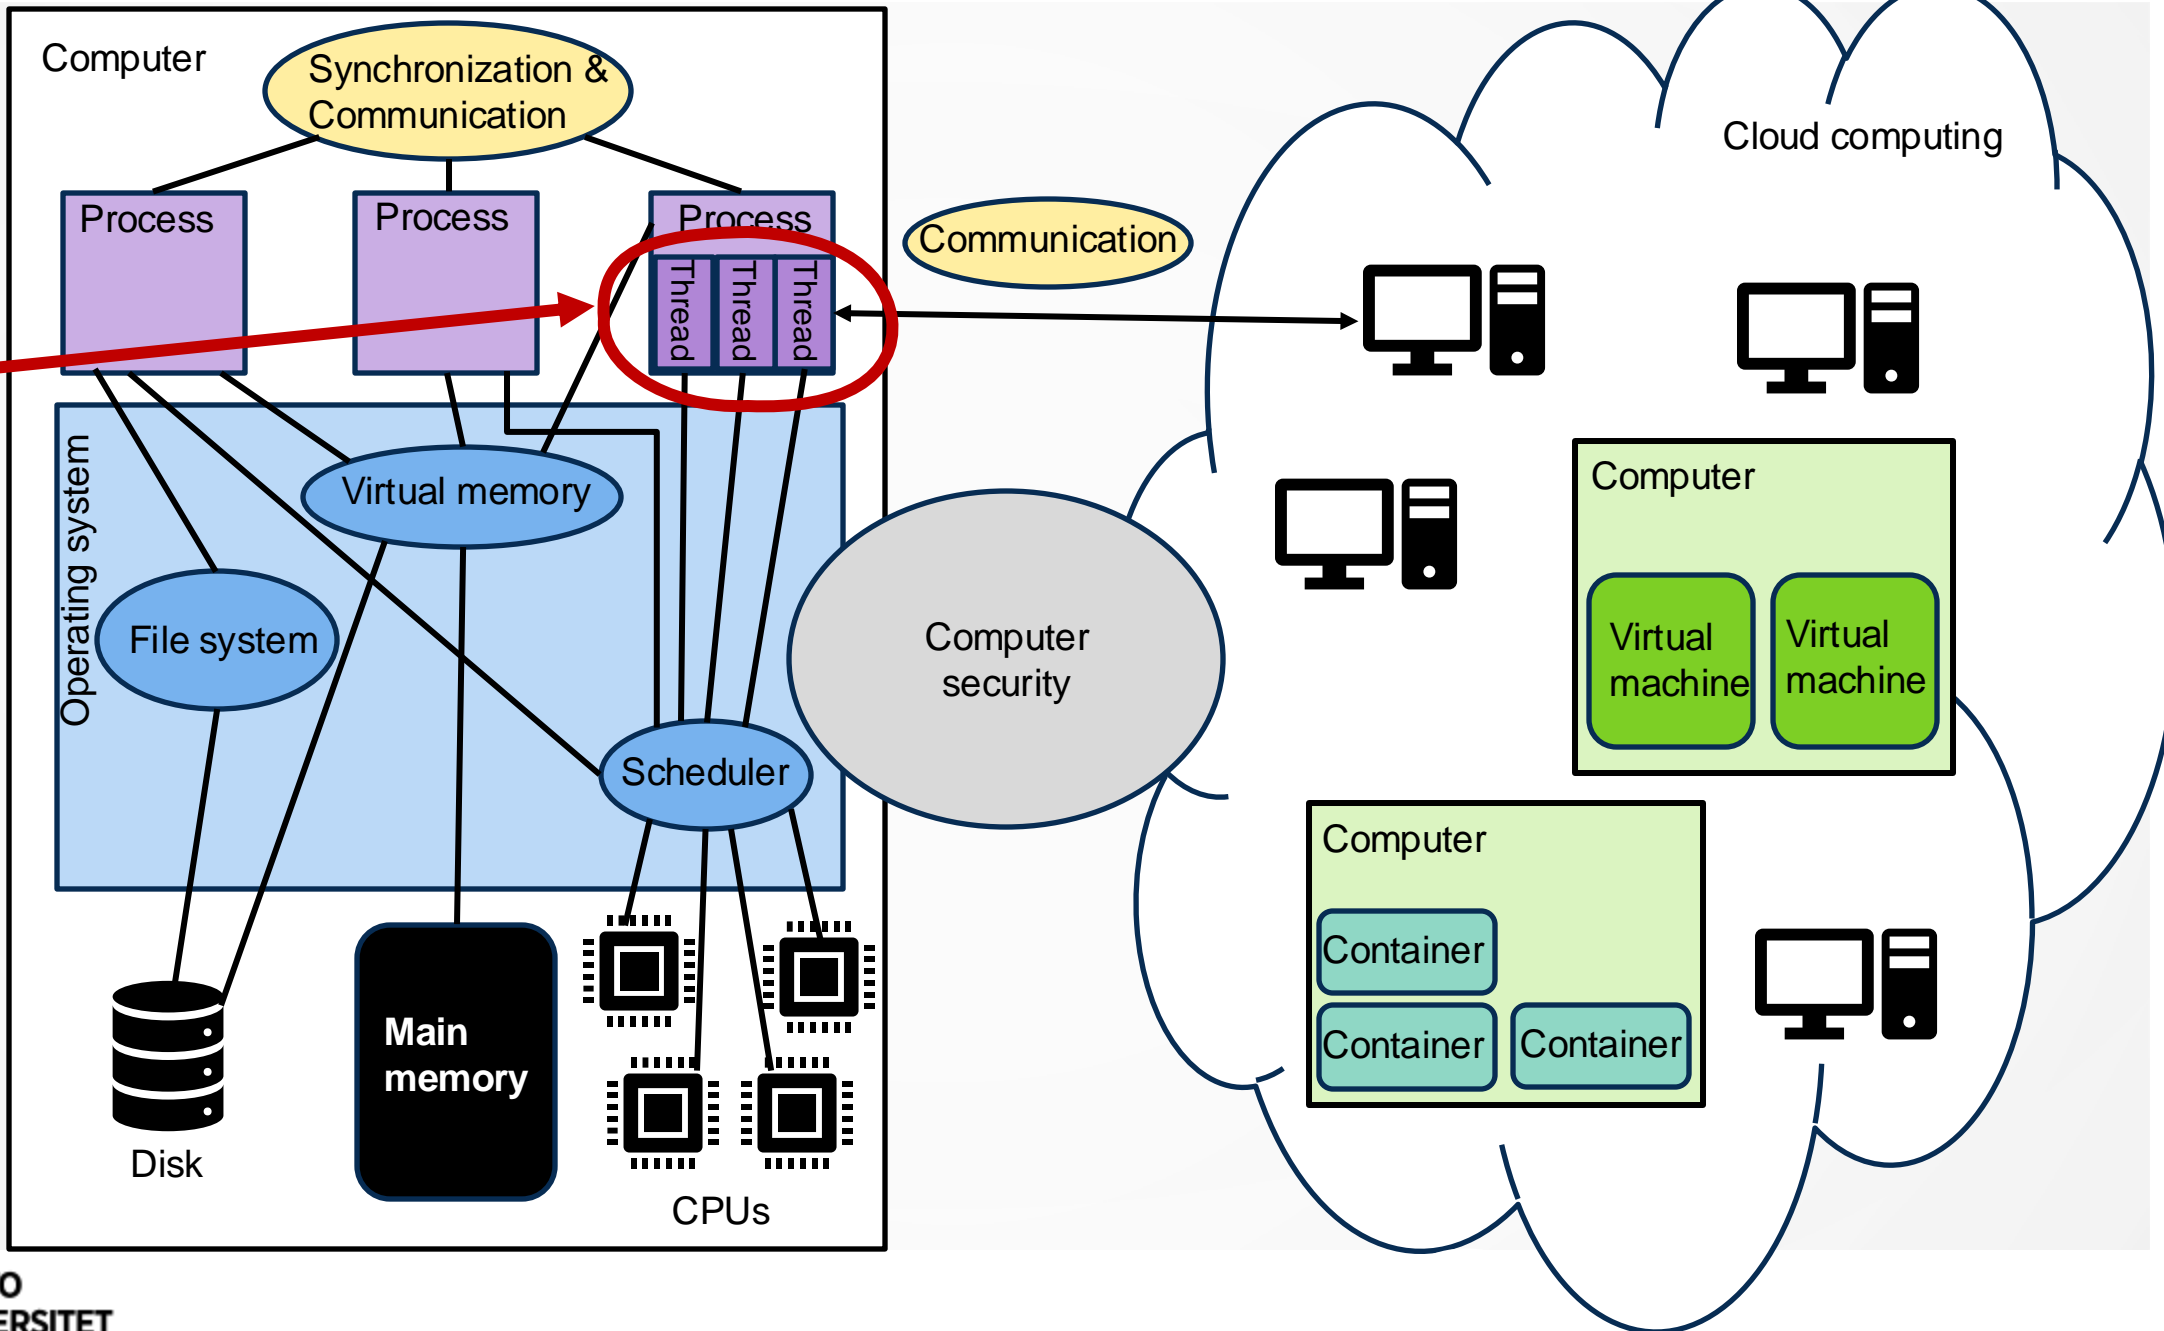 Computer
Synchronization &
Communication
Process
Process
Process
Thread
Thread
Thread
Communication
Cloud computing
Operating system
Virtual memory
File system
Scheduler
Computer
security
Computer
Virtual
machine
Virtual
machine
Computer
Container
Container
Container
Main
memory
Disk
CPUs
O
ERSITET